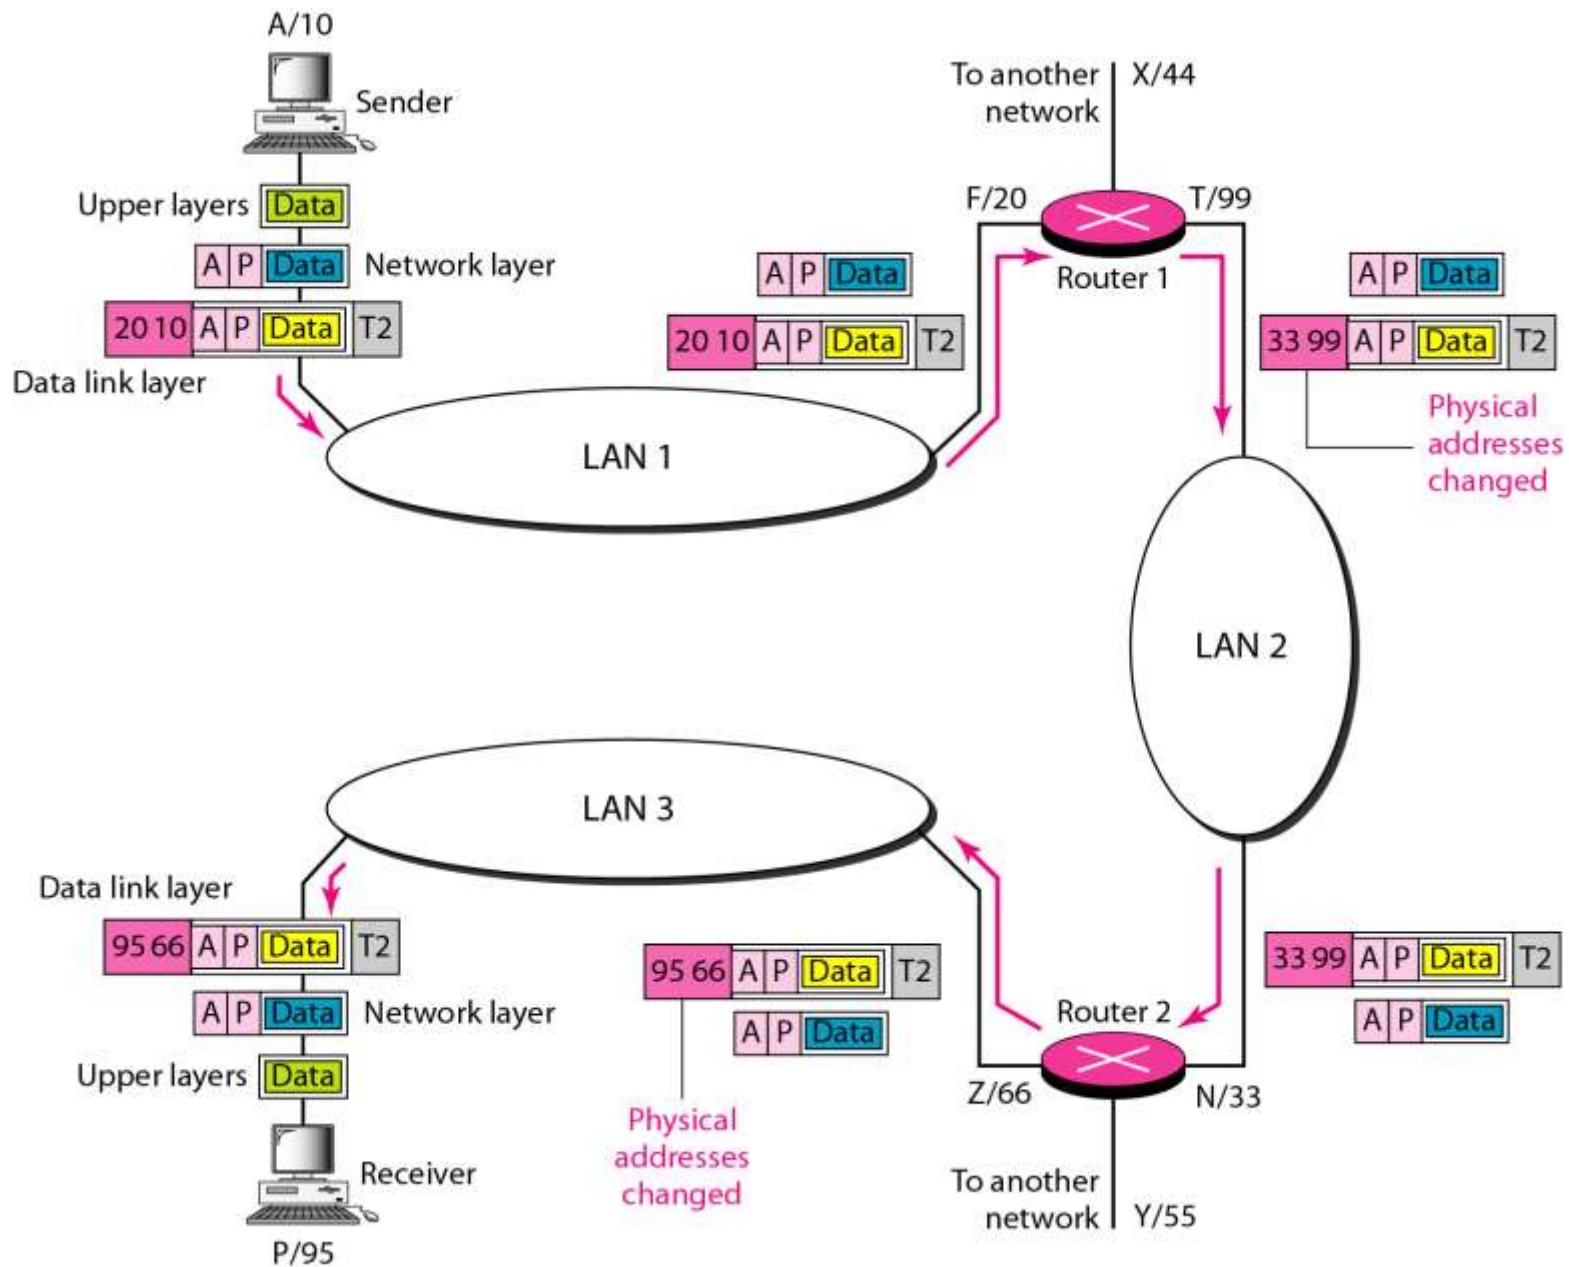 A/10
Sender
Upper layers Data
A P Data Network layer
20 10 A P Data T2
Data link layer
LAN 1
A P Data
20 10 A P Data T2
To another
network
X/44
F/20
T/99
Router 1
A P Data
33 99 A P Data T2
Physical
addresses
changed
LAN 2
33 99 A P Data T2
A P Data
Router 2
Z/66
N/33
To another
network
Y/55
95 66 A P Data T2
A P Data
Physical
addresses
changed
LAN 3
Data link layer
95 66 A P Data T2
A P Data Network layer
Upper layers Data
Receiver
P/95